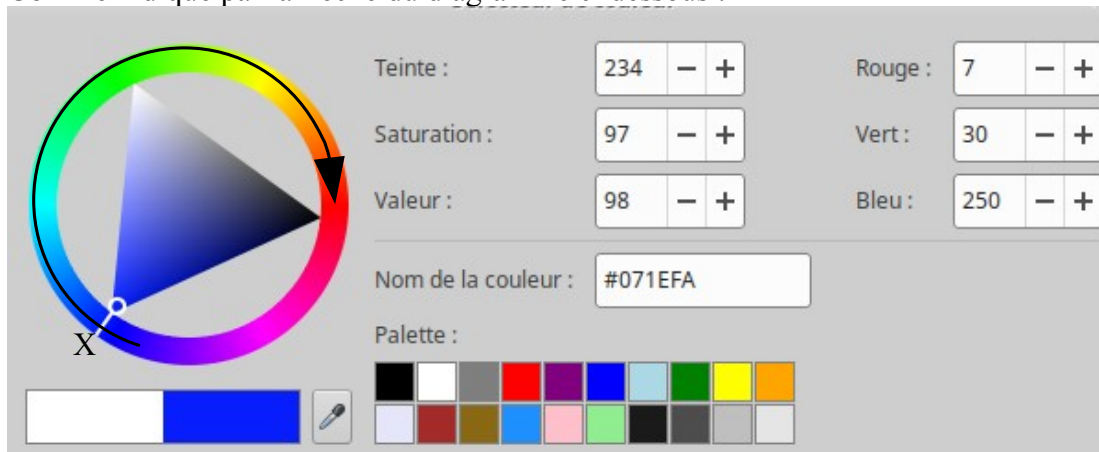 Teinte : 234 − + Rouge : 7 − +
Saturation : 97 − + Vert : 30 − +
Valeur : 98 − + Bleu : 250 − +
Nom de la couleur : #071EFA
X
Palette :